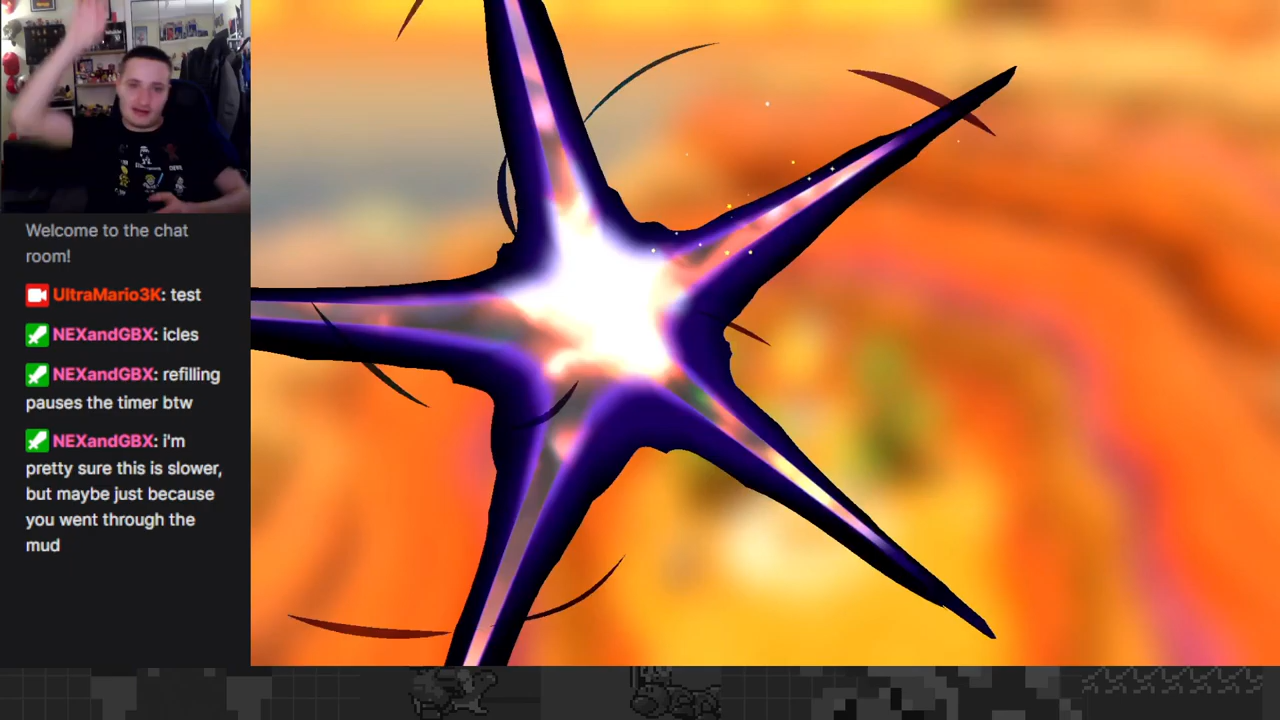 Welcome to the chat
room!
UltraMario3K: test
NEXandGBX: icles
NEXandGBX: refilling
pauses the timer btw
NEXandGBX: i'm
pretty sure this is slower,
but maybe just because
you went through the
mud